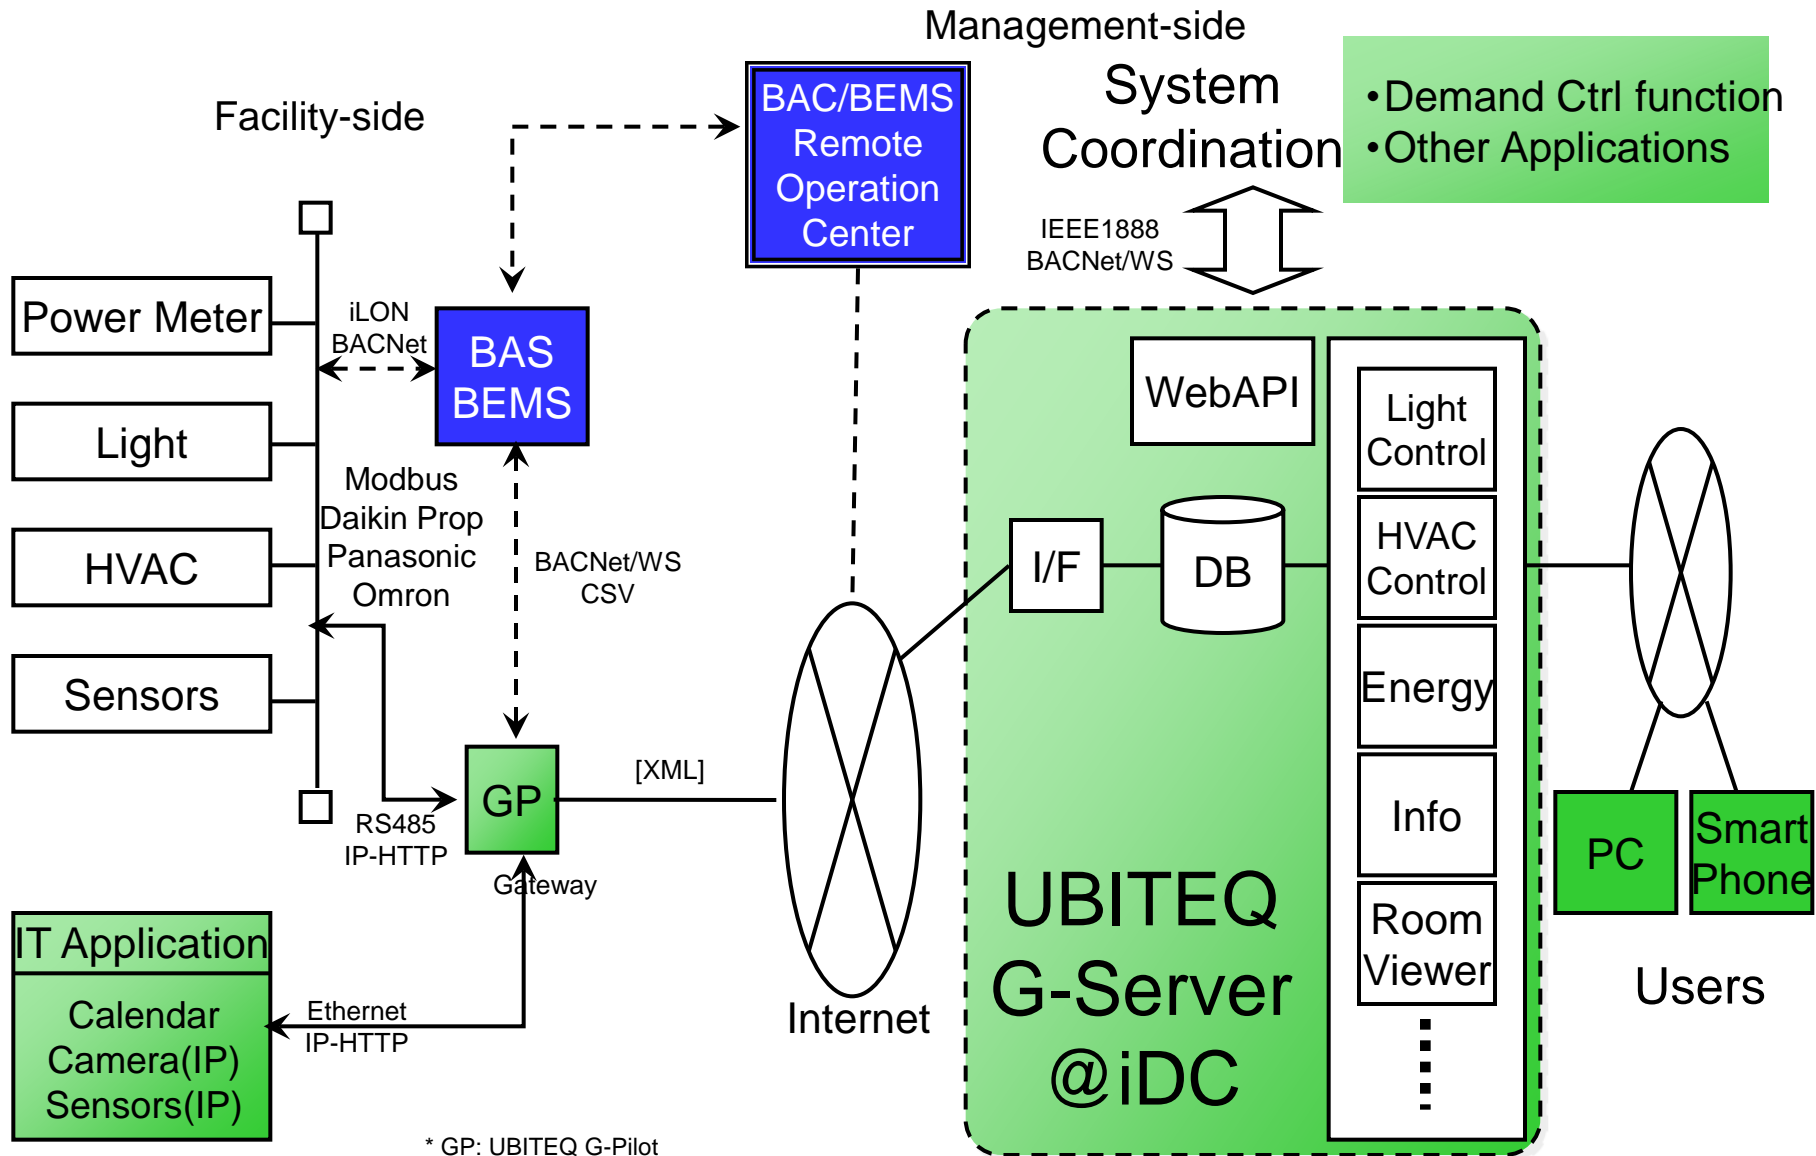 Management-side
Facility-side
BAC/BEMS
Remote
Operation
Center
System
Coordination
•Demand Ctrl function
•Other Applications
IEEE1888
BACNet/WS
Power Meter
Light
HVAC
Sensors
iLON
BACNet
BAS
BEMS
Modbus
Daikin Prop
Panasonic
Omron
BACNet/WS
CSV
RS485
IP-HTTP
GP
Gateway
[XML]
IT Application
Calendar
Camera(IP)
Sensors(IP)
Ethernet
IP-HTTP
* GP: UBITEQ G-Pilot
Internet
WebAPI
I/F
DB
Light
Control
HVAC
Control
Energy
Info
Room
Viewer
UBITEQ
G-Server
@iDC
PC
Smart
Phone
Users